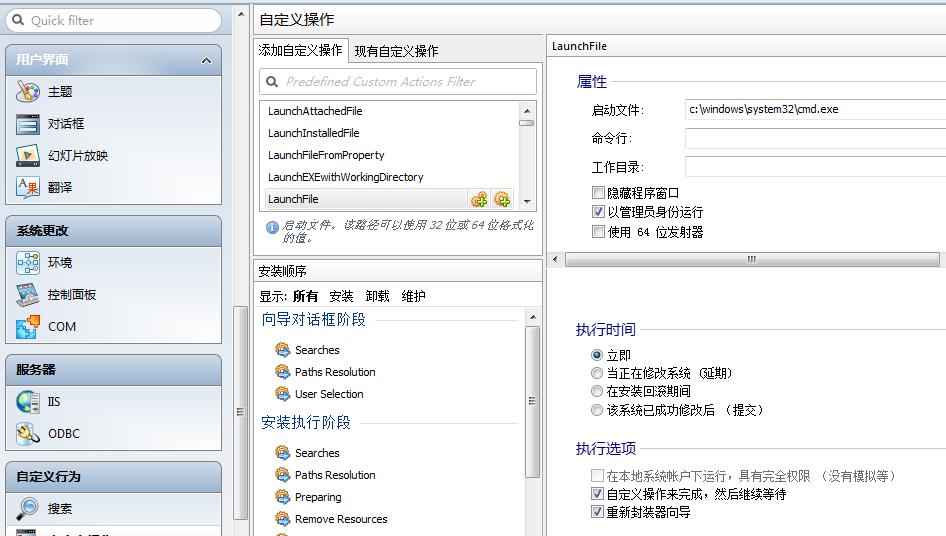 Quick filter
用户界面
主题
对话框
幻灯片放映
翻译
系统更改
环境
控制面板
COM
服务器
IIS
ODBC
自定义行为
搜索
自定义操作
添加自定义操作 现有自定义操作
Predefined Custom Actions Filter
LaunchAttachedFile
LaunchInstalledFile
LaunchFileFromProperty
LaunchEXEwithWorkingDirectory
LaunchFile
启动文件。该路径可以使用 32 位或 64 位格式化
的值。
安装顺序
显示: 所有 安装 卸载 维护
向导对话框阶段
Searches
Paths Resolution
User Selection
安装执行阶段
Searches
Paths Resolution
Preparing
Remove Resources
LaunchFile
属性
启动文件: c:\windows\system32\cmd.exe
命令行:
工作目录:
隐藏程序窗口
以管理员身份运行
使用 64 位发射器
执行时间
立即
当正在修改系统 (延期)
在安装回滚期间
该系统已成功修改后 (提交)
执行选项
在本地系统帐户下运行，具有完全权限 (没有模拟等)
自定义操作来完成，然后继续等待
重新封装器向导